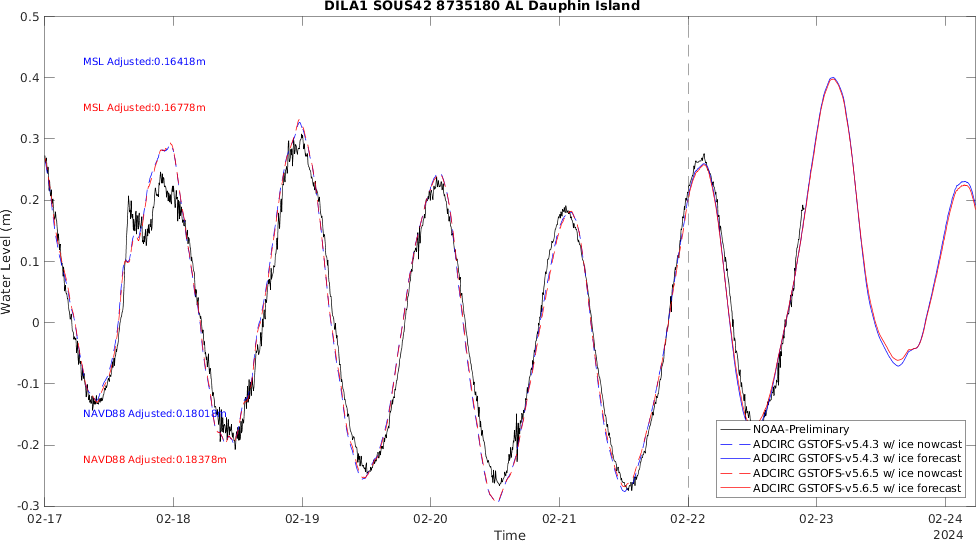 DILA1 SOUS42 8735180 AL Dauphin Island
0.5
0.4
0.3
0.2
0.1
0
-0.1
-0.2
-0.3
Water Level (m)
MSL Adjusted:0.16418m
MSL Adjusted:0.16778m
NAVD88 Adjusted:0.18018m
NAVD88 Adjusted:0.18378m
NOAA-Preliminary
ADCIRC GSTOFS-v5.4.3 w/ ice nowcast
ADCIRC GSTOFS-v5.4.3 w/ ice forecast
ADCIRC GSTOFS-v5.6.5 w/ ice nowcast
ADCIRC GSTOFS-v5.6.5 w/ ice forecast
02-17 02-18 02-19 02-20 02-21 02-22 02-23 02-24
Time
2024